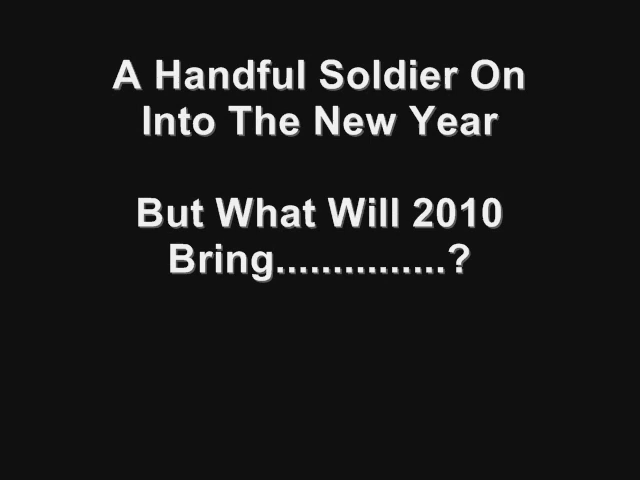 A Handful Soldier On
Into The New Year
But What Will 2010
Bring...............?